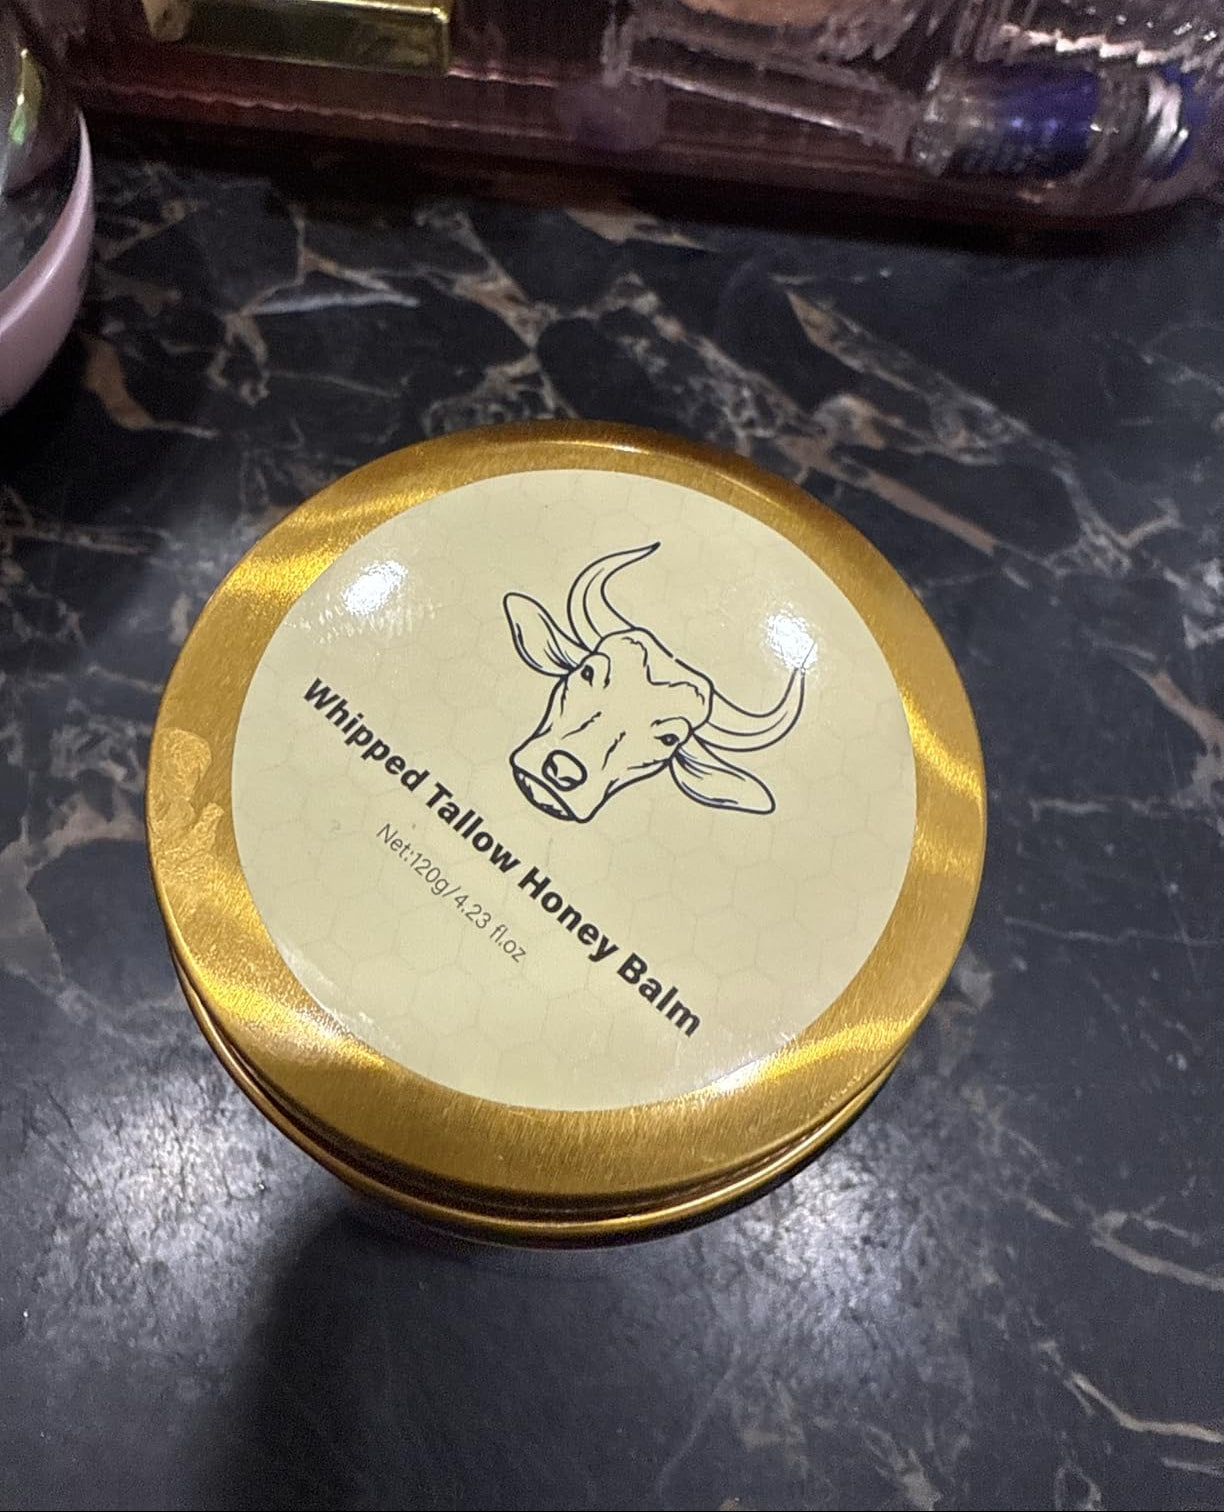 Whipped Tallow Honey Balm
Net:120g/4.23 fl.oz